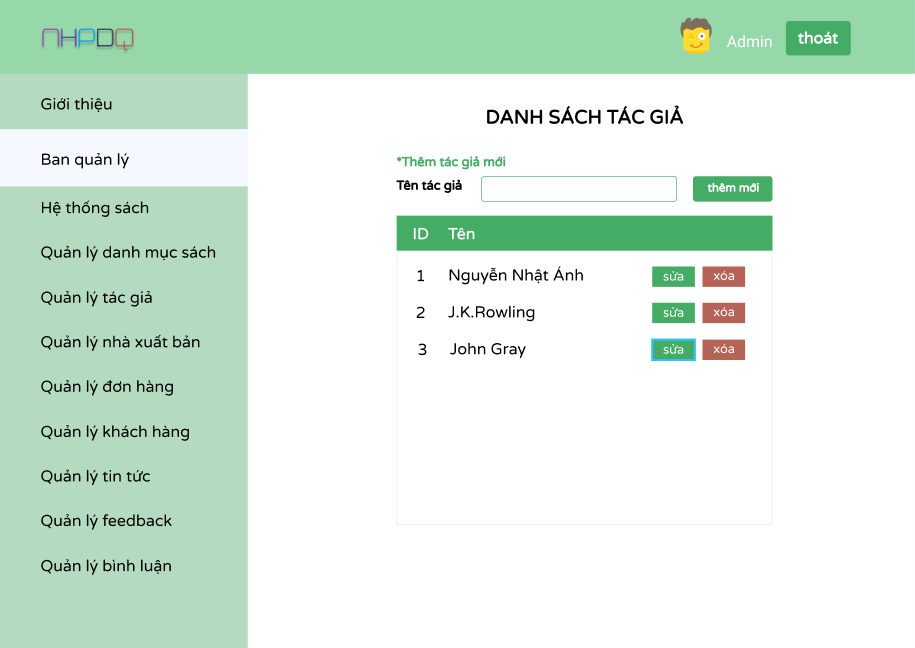 NHPDQ
Admin
thoát
Giới thiệu
Ban quản lý
Hệ thống sách
Quản lý danh mục sách
Quản lý tác giả
Quản lý nhà xuất bản
Quản lý đơn hàng
Quản lý khách hàng
Quản lý tin tức
Quản lý feedback
Quản lý bình luận
DANH SÁCH TÁC GIẢ
*Thêm tác giả mới
Tên tác giả
thêm mới
ID Tên
1 Nguyễn Nhật Ánh sửa xóa
2 J.K.Rowling sửa xóa
3 John Gray sửa xóa